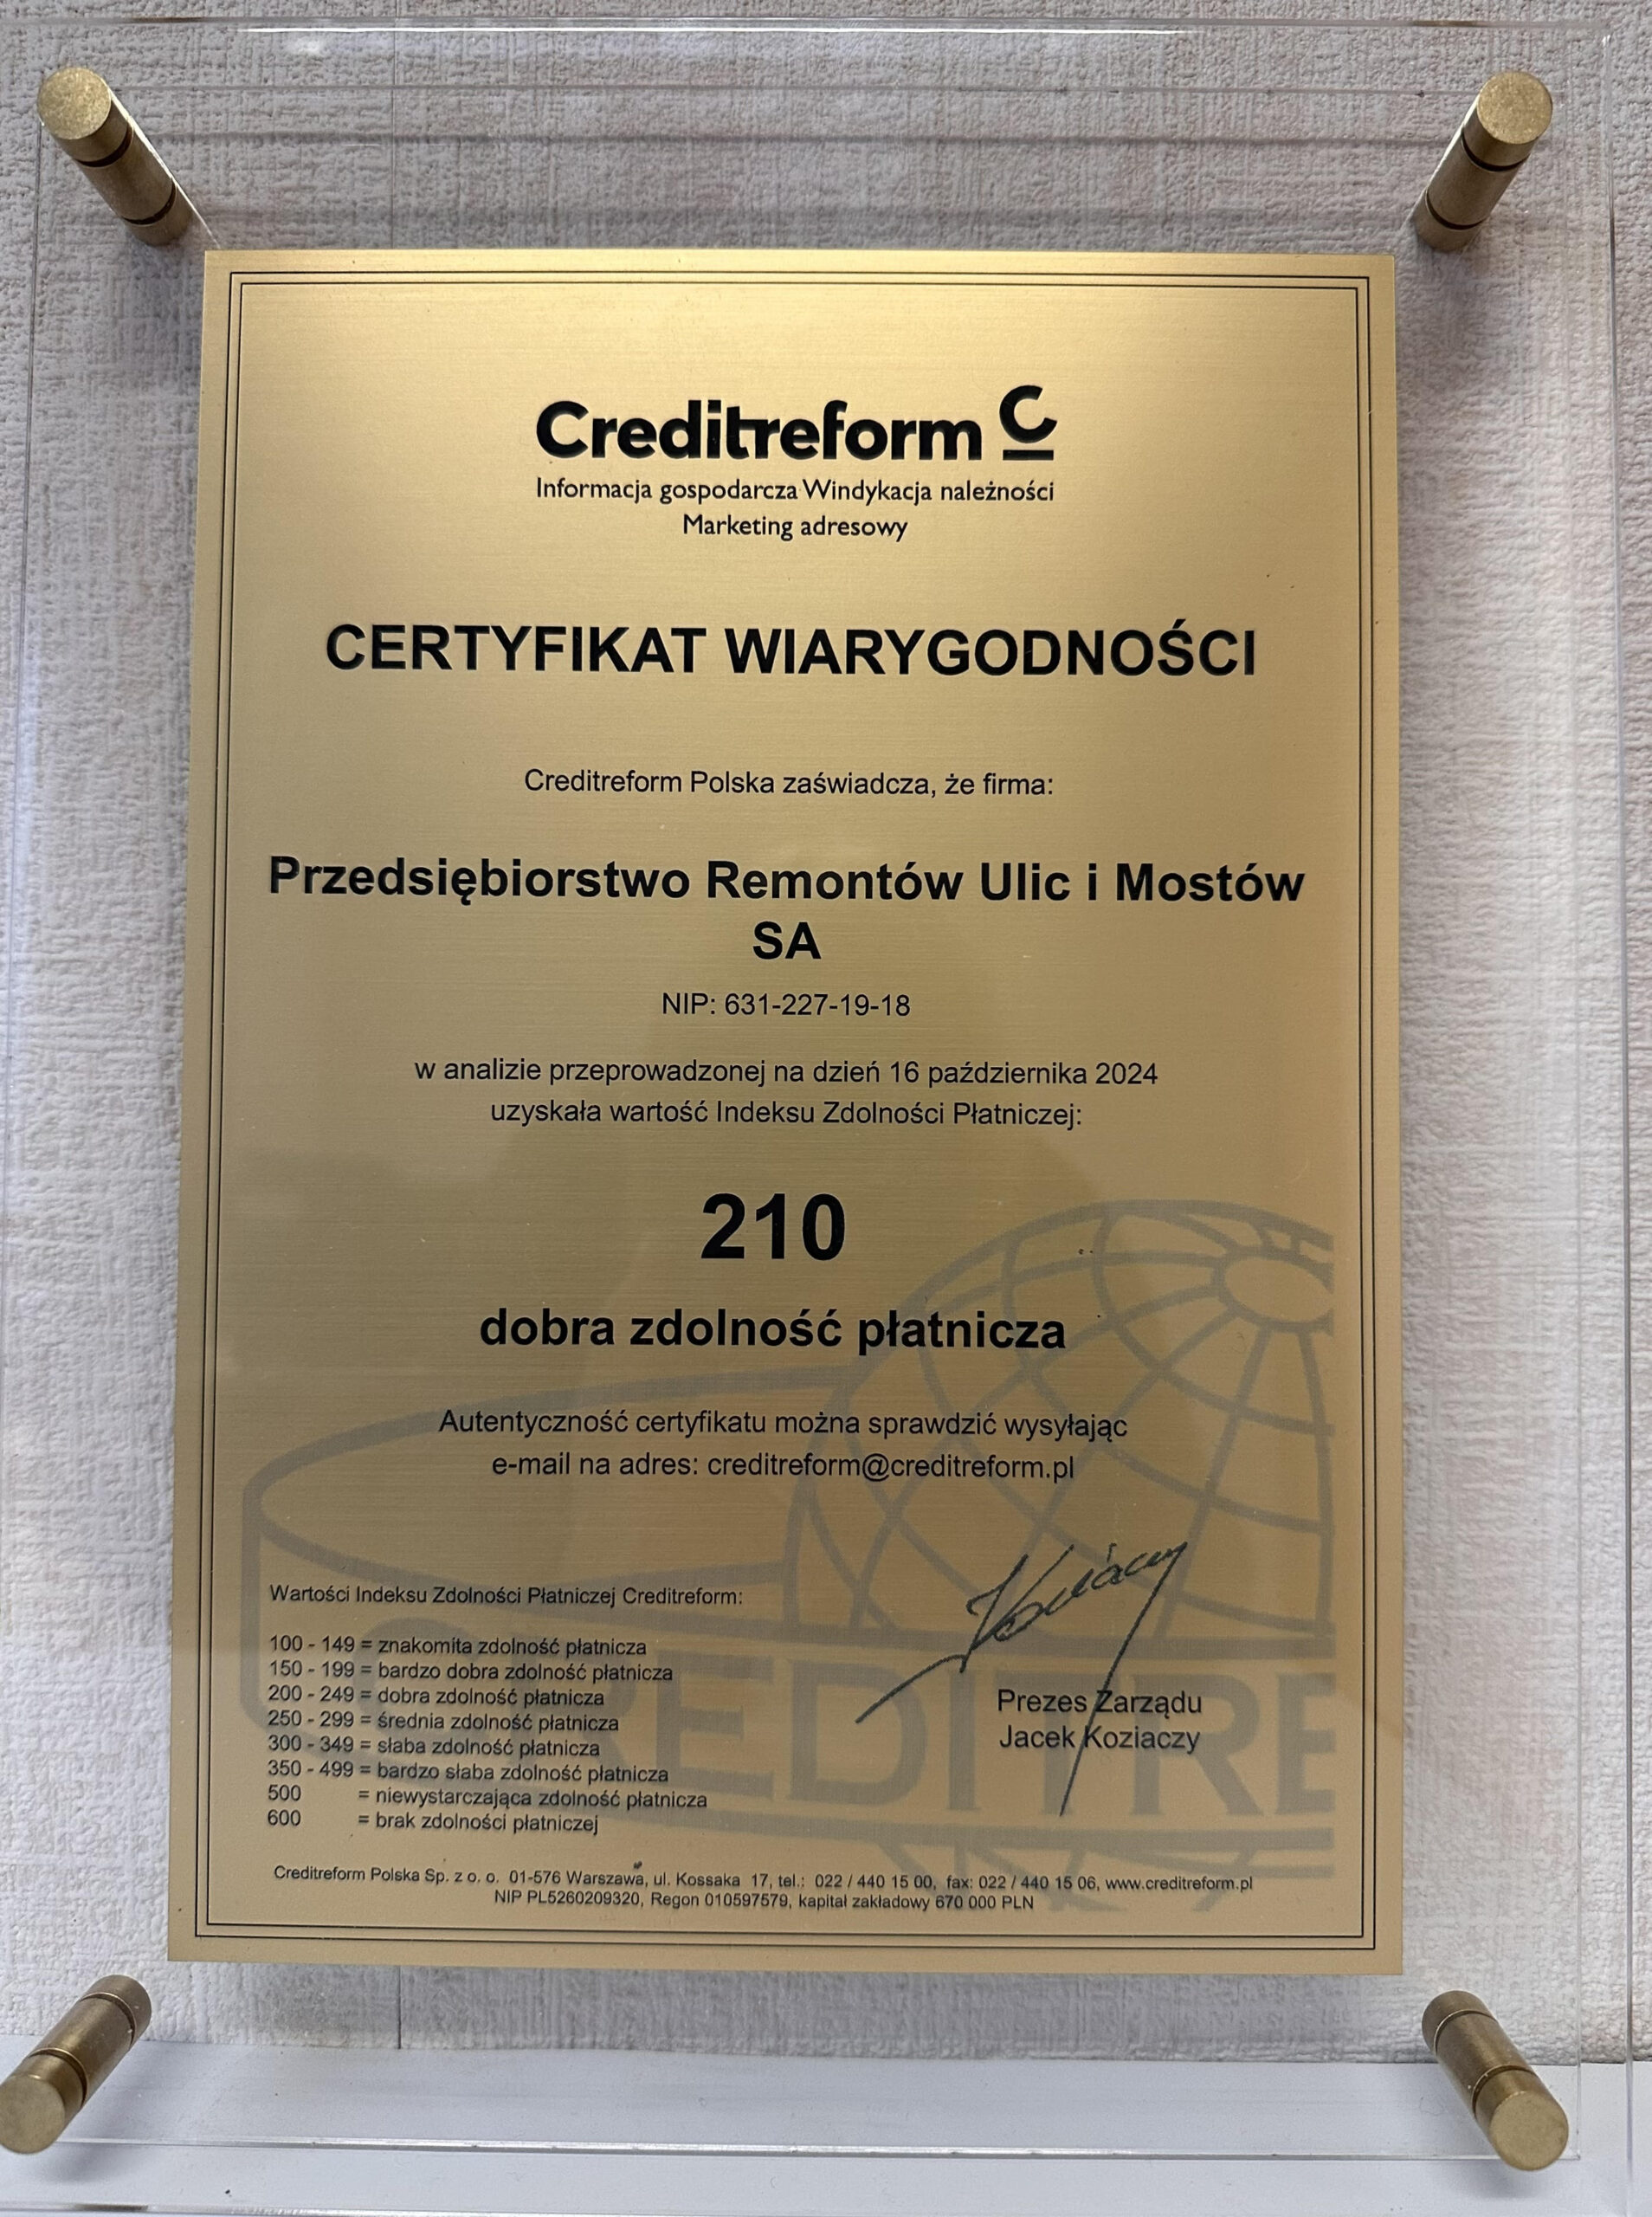 Creditreform C
Informacja gospodarcza Windykacja należności
Marketing adresowy
CERTYFIKAT WIARYGODNOŚCI
Creditreform Polska zaświadcza, że firma:
Przedsiębiorstwo Remontów Ulic i Mostów
SA
NIP: 631-227-19-18
w analizie przeprowadzonej na dzień 16 października 2024
uzyskała wartość Indeksu Zdolności Płatniczej:
210
dobra zdolność płatnicza
Autentyczność certyfikatu można sprawdzić wysyłając
e-mail na adres: creditreform@creditreform.pl
Wartości Indeksu Zdolności Płatniczej Creditreform:
100 - 149 = znakomita zdolność płatnicza
150 - 199 = bardzo dobra zdolność płatnicza
200 - 249 = dobra zdolność płatnicza
250 - 299 = średnia zdolność płatnicza
300 - 349 = słaba zdolność płatnicza
350 - 499 = bardzo słaba zdolność płatnicza
500 = niewystarczająca zdolność płatnicza
600 = brak zdolności płatniczej
Koziaczy
Prezes Zarządu
Jacek Koziaczy
CREDITRE
Creditreform Polska Sp. z o. o. 01-576 Warszawa, ul. Kossaka 17, tel.: 022 / 440 15 00, fax: 022 / 440 15 06, www.creditreform.pl
NIP PL5260209320, Regon 010597579, kapitał zakładowy 670 000 PLN